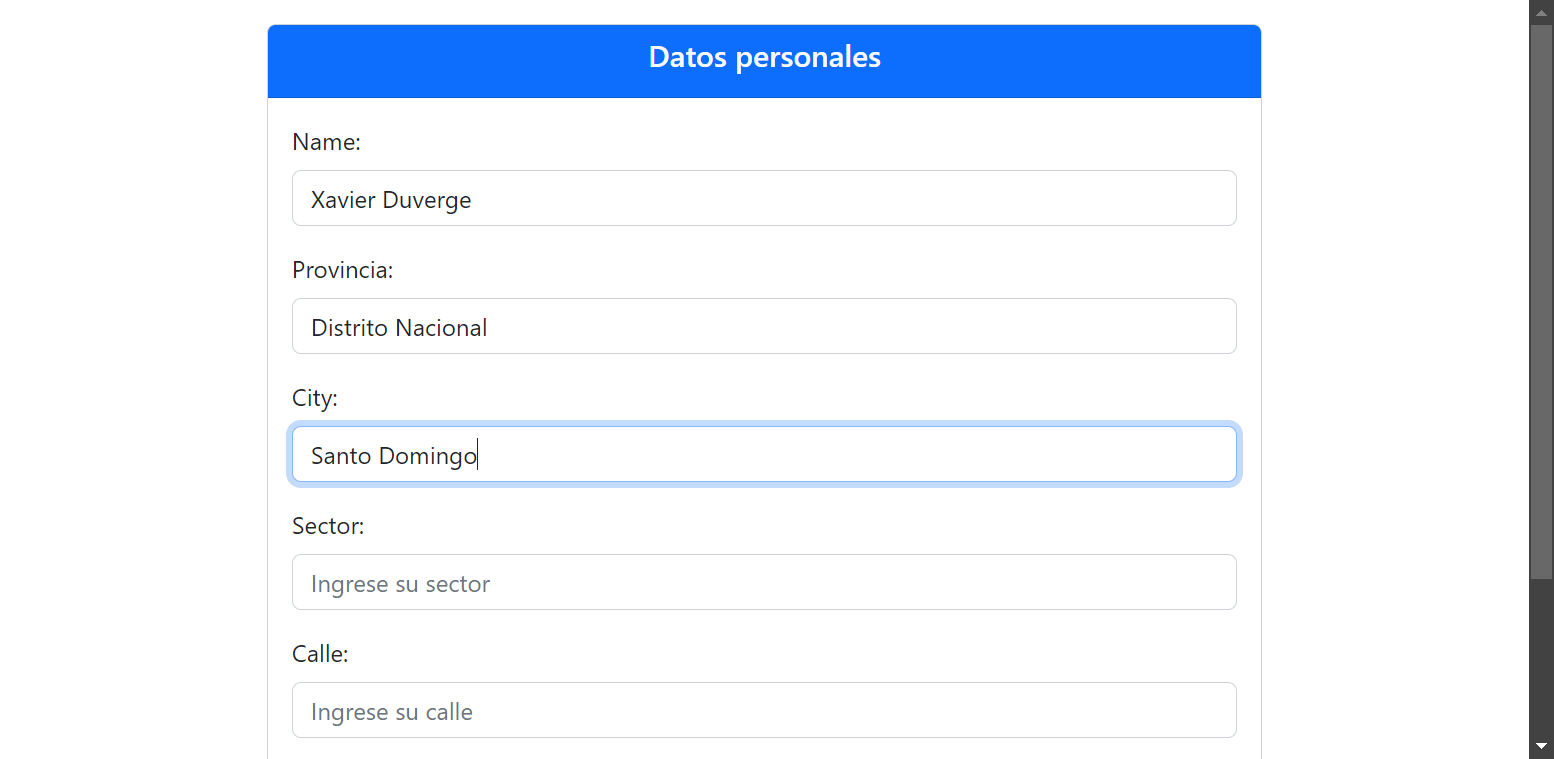 Datos personales
Name:
Xavier Duverge
Provincia:
Distrito Nacional
City:
Santo Domingo
Sector:
Ingrese su sector
Calle:
Ingrese su calle